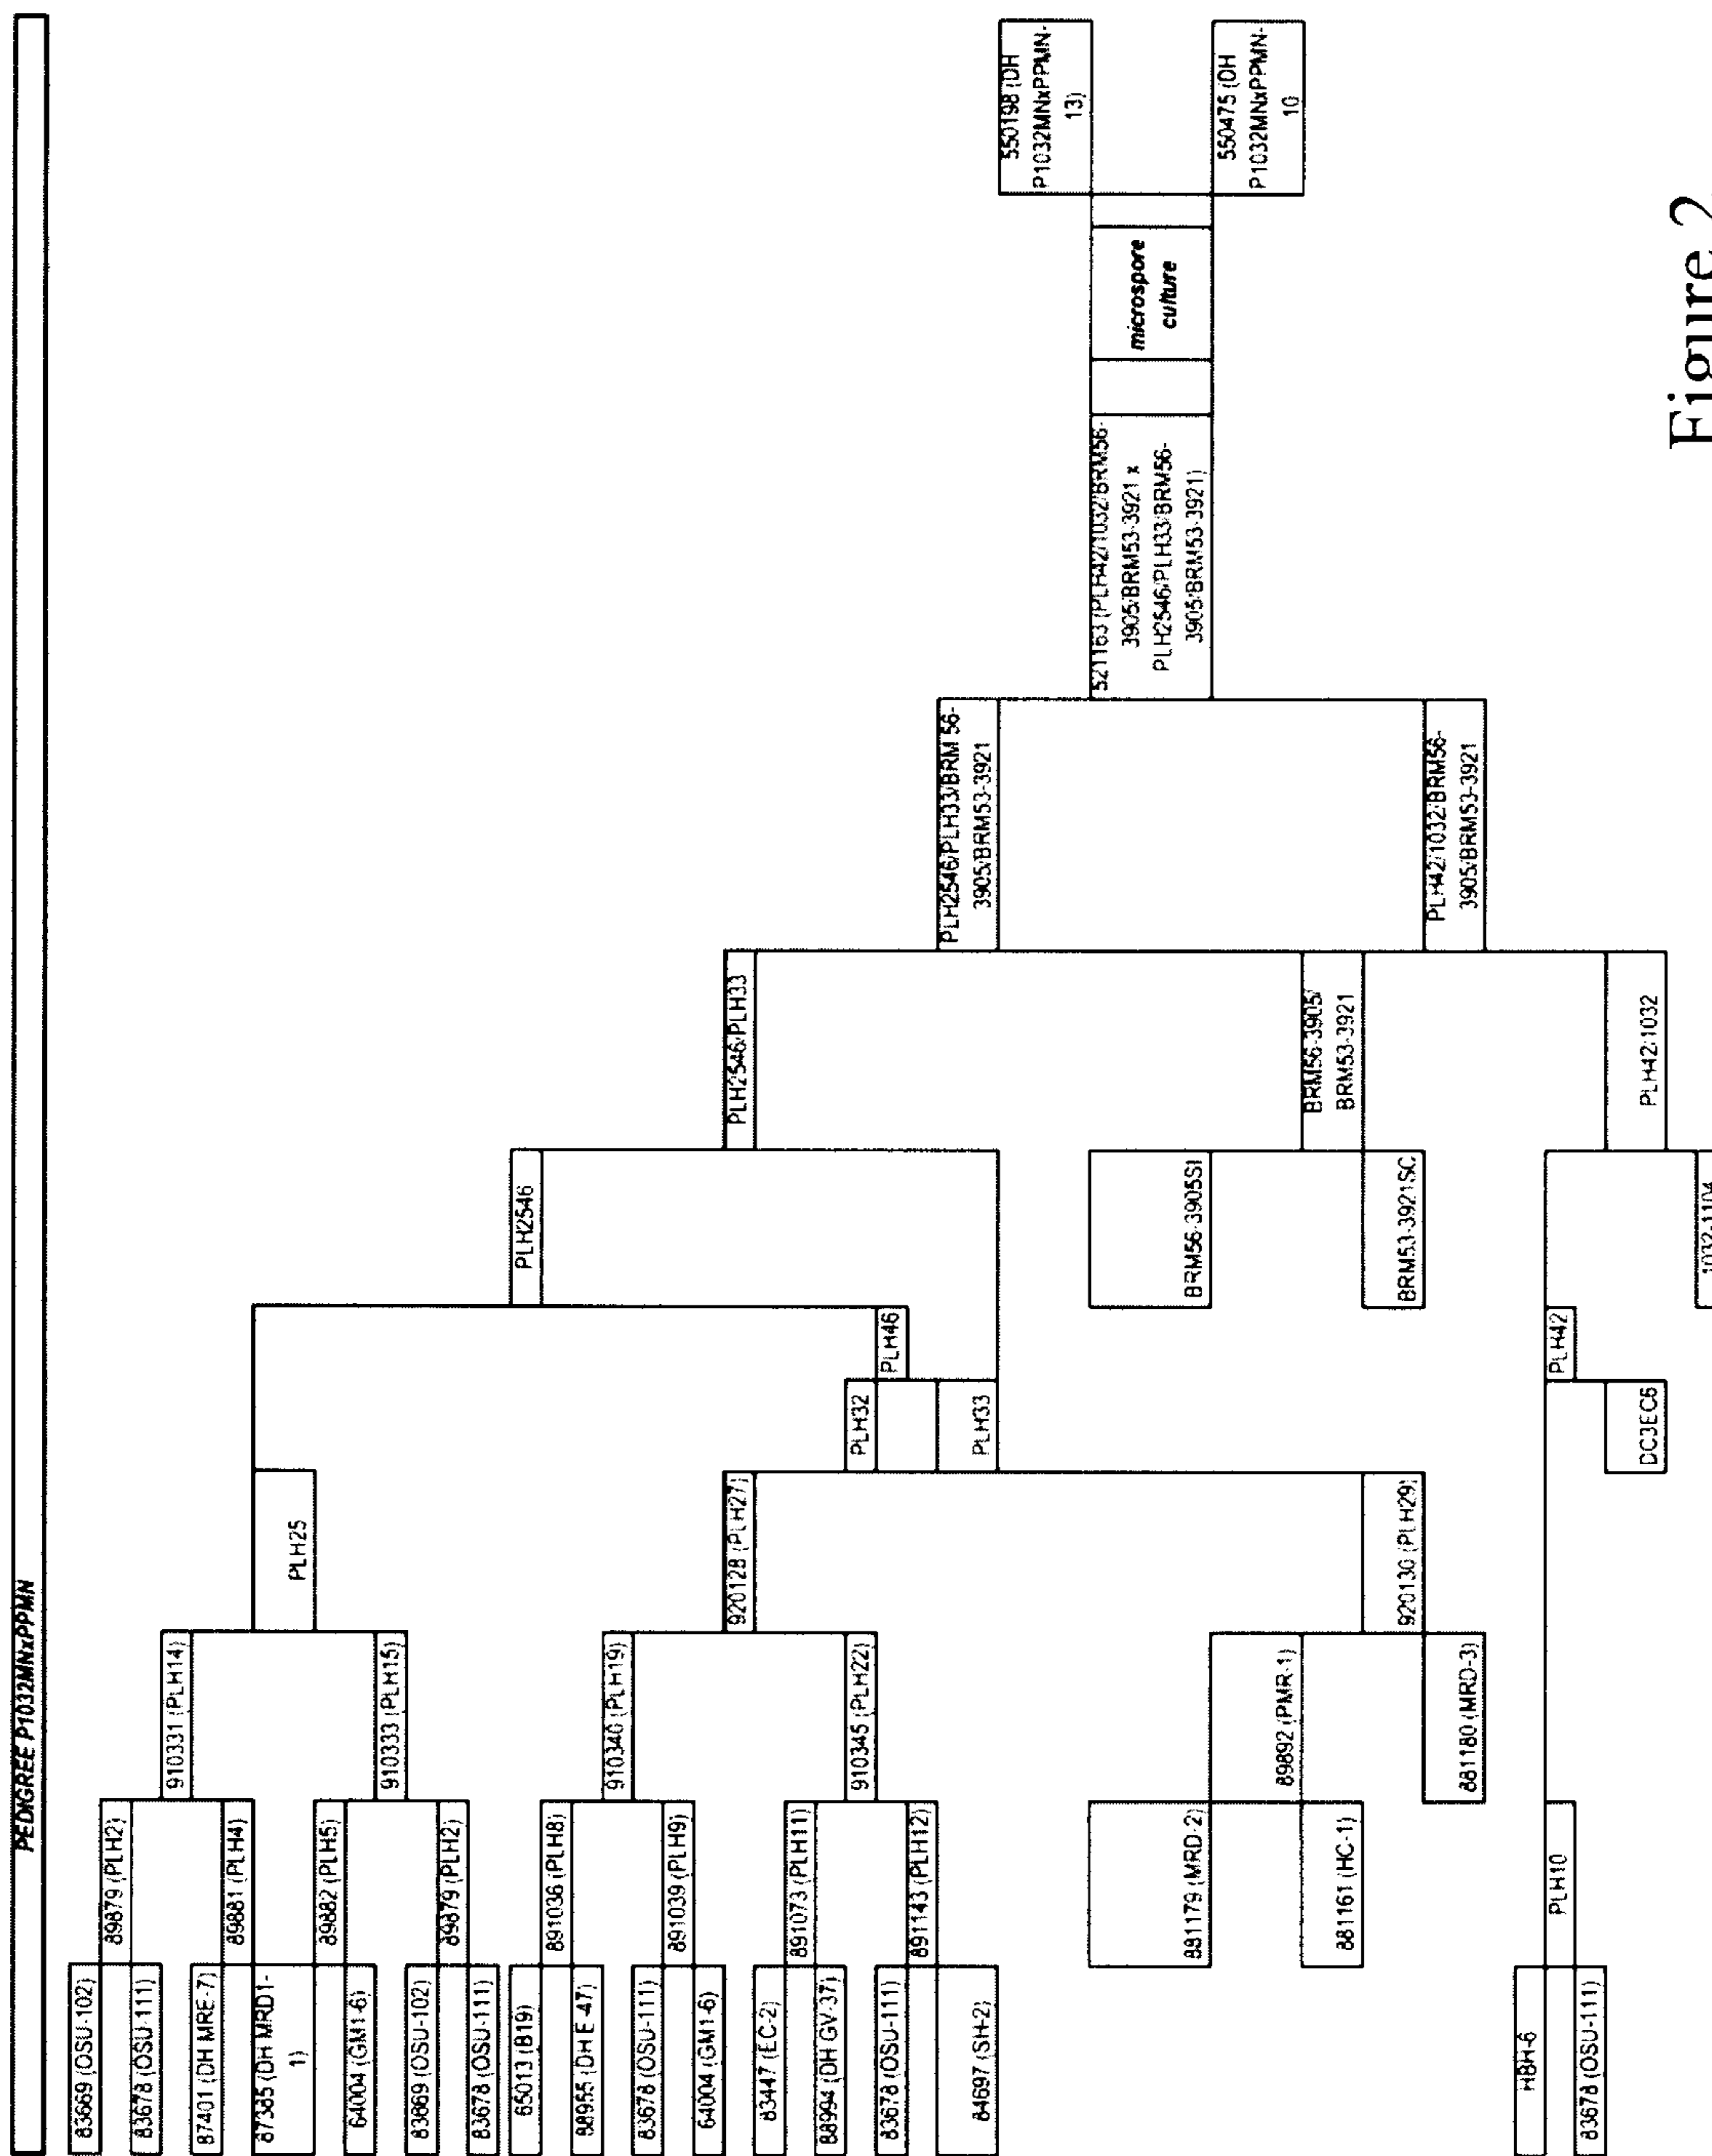 PEDIGREE P1032MNxPPMN
83669 (OSU-102)
83678 (OSU-111)
87401 (DH MRE-7)
87385 (DH MRD1-
1)
64004 (GM1-6)
83869 (OSU-102)
83678 (OSU-111)
65013 (B19)
88955 (DH E-47)
83678 (OSU-111)
64004 (GM1-6)
83447 (EC-2)
88994 (DH GV-37)
83678 (OSU-111)
84697 (SH-2)
HBH-6
83678 (OSU-111)
89879 (PLH2)
89881 (PLH4)
89882 (PLH5)
89879 (PLH2)
891036 (PLH8)
891039 (PLH9)
891073 (PLH11)
891143 (PLH12)
881179 (MRD-2)
881161 (HC-1)
PLH10
910331 (PLH14)
910333 (PLH15)
910340 (PLH19)
910345 (PLH22)
89892 (PMR-1)
881180 (MRD-3)
PLH25
920128 (PLH27)
920130 (PLH29)
PLH32
PLH33
DC3EC6
PLH46
PLH42
PLH2546
BRM56-3905SI
BRM53-3921SC
1032-1104
PLH2546/PLH33
BRM56-3905/
BRM53-3921
PLH42/1032
PLH2546/PLH33/BRM 56-
3905/BRM53-3921
PLH42/1032/BRM56-
3905/BRM53-3921
521163 (PLH42/1032/BRM56-
3905/BRM53-3921 x
PLH2546/PLH33/BRM56-
3905/BRM53-3921)
microspore
culture
550198 (DH
P1032MNxPPMN-
13)
550475 (DH
P1032MNxPPMN-
10
Figure 2